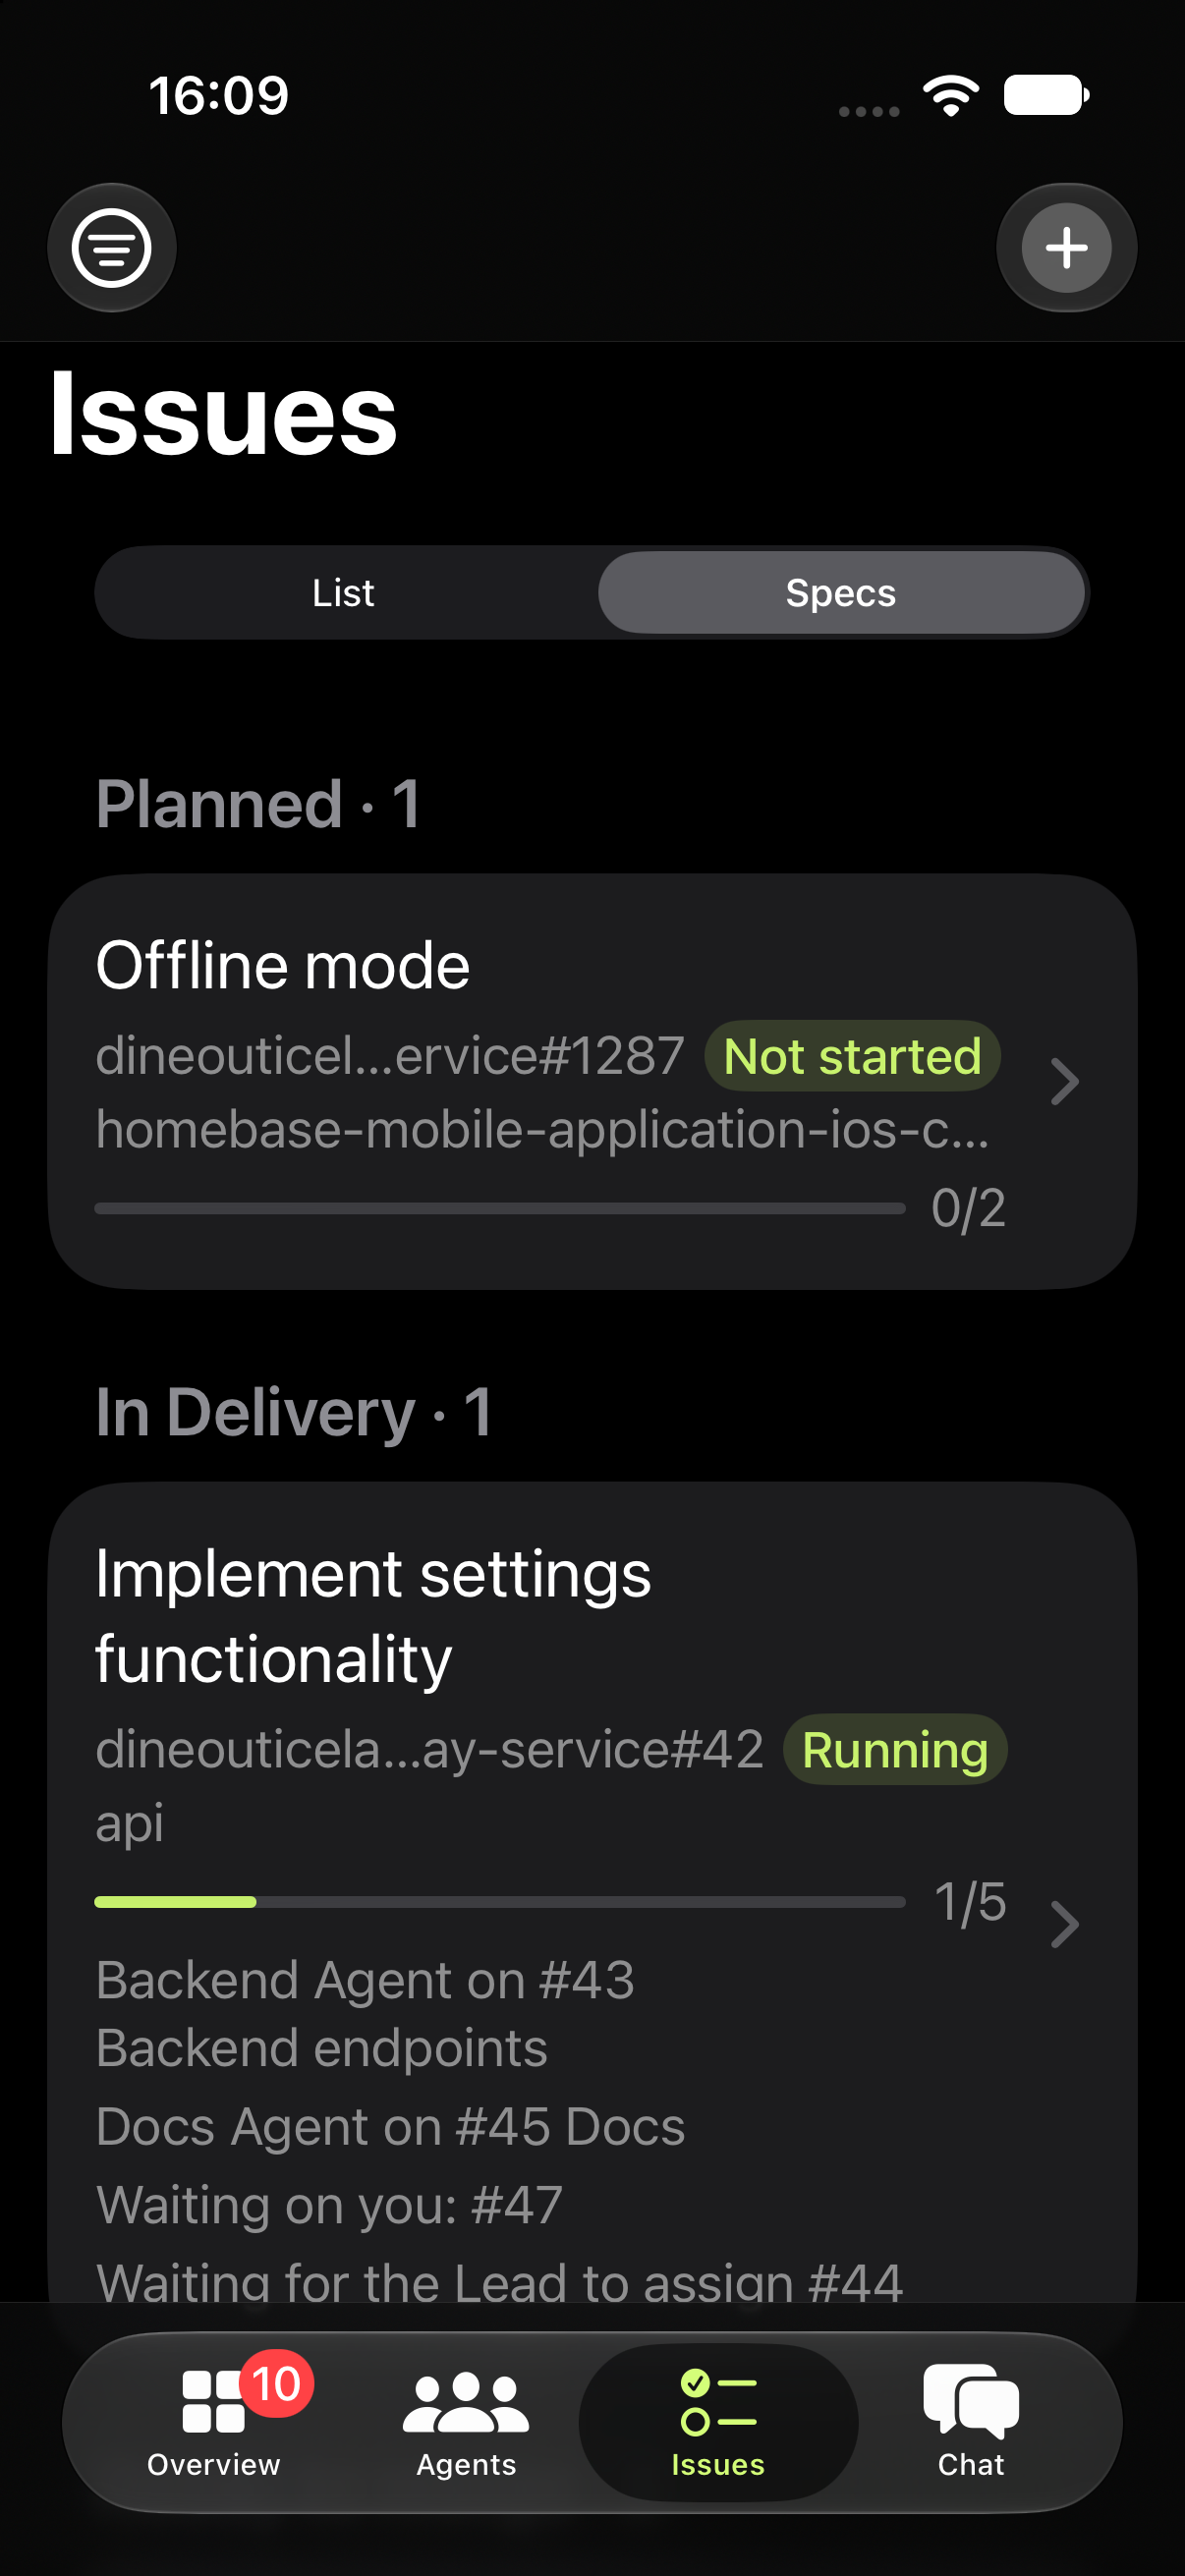 16:09
Issues
List
Specs
Planned · 1
Offline mode
dineouticel...ervice#1287
Not started
homebase-mobile-application-ios-c...
0/2
In Delivery · 1
Implement settings
functionality
dineouticela...ay-service#42
Running
api
1/5
Backend Agent on #43
Backend endpoints
Docs Agent on #45 Docs
Waiting on you: #47
Waiting for the Lead to assign #44
10
Overview
Agents
Issues
Chat